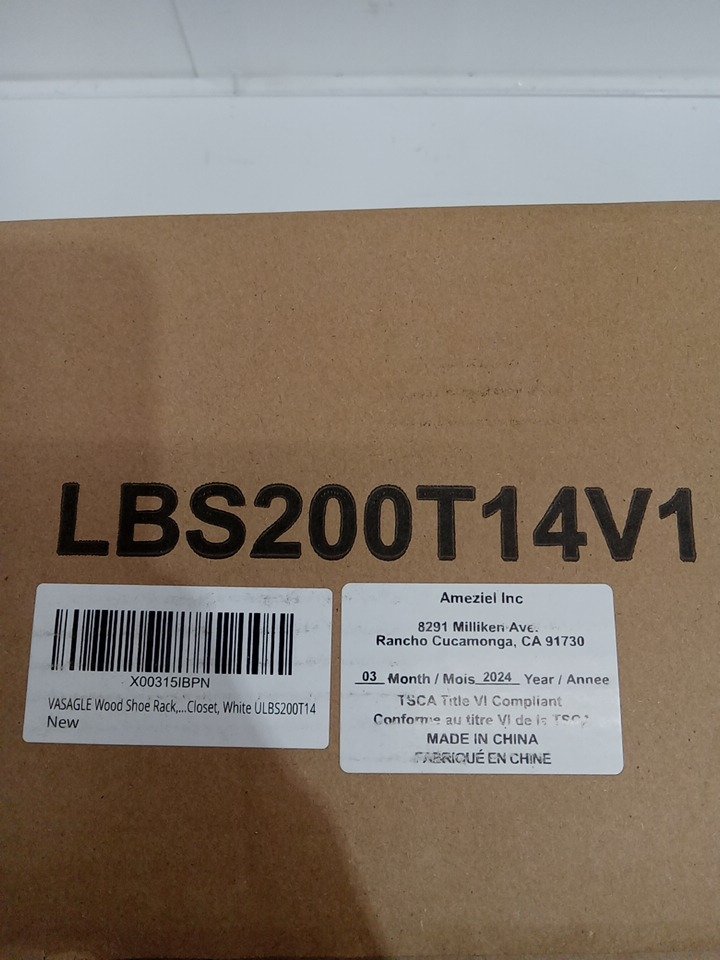 LBS200T14V1
X00315IBPN
VASAGLE Wood Shoe Rack,...Closet, White ULBS200T14
New
Ameziel Inc
8291 Milliken Ave.
Rancho Cucamonga, CA 91730
03 Month / Mois 2024 Year / Annee
TSCA Title VI Compliant
Conforme au titre VI de la TSCA
MADE IN CHINA
FABRIQUÉ EN CHINE